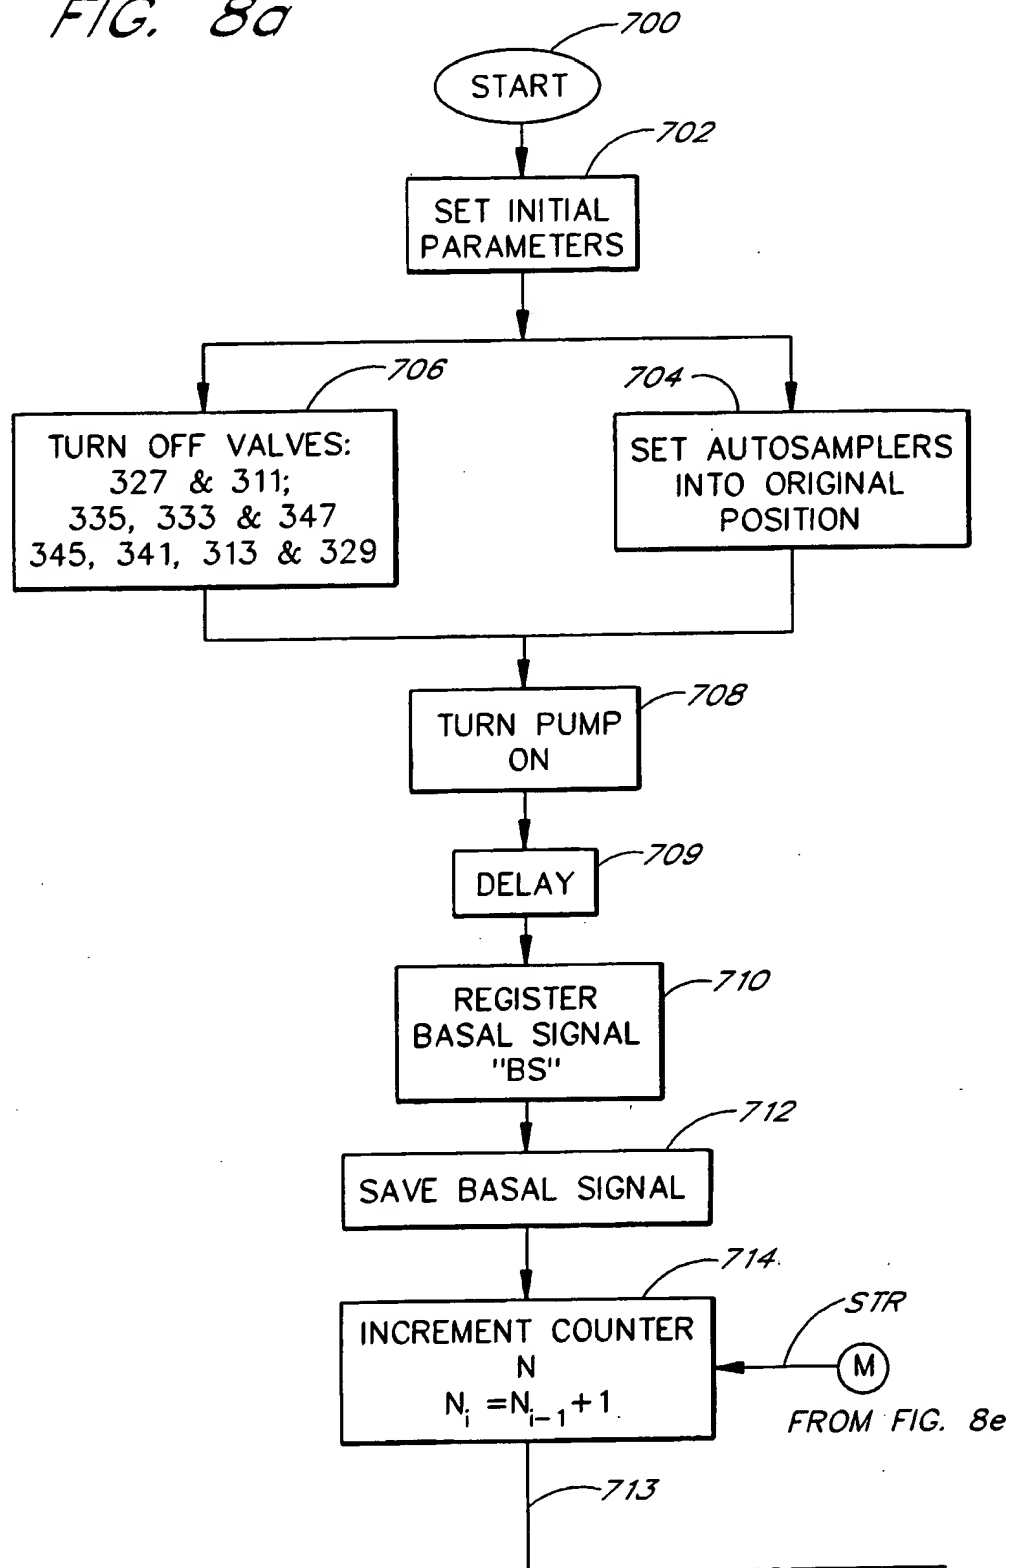 FIG. 8a
700
START
702
SET INITIAL
PARAMETERS
706
TURN OFF VALVES:
327 & 311;
335, 333 & 347
345, 341, 313 & 329
704
SET AUTOSAMPLERS
INTO ORIGINAL
POSITION
708
TURN PUMP
ON
709
DELAY
710
REGISTER
BASAL SIGNAL
"BS"
712
SAVE BASAL SIGNAL
714
INCREMENT COUNTER
N
Ni =Ni-1+1
STR
M
FROM FIG. 8e
713